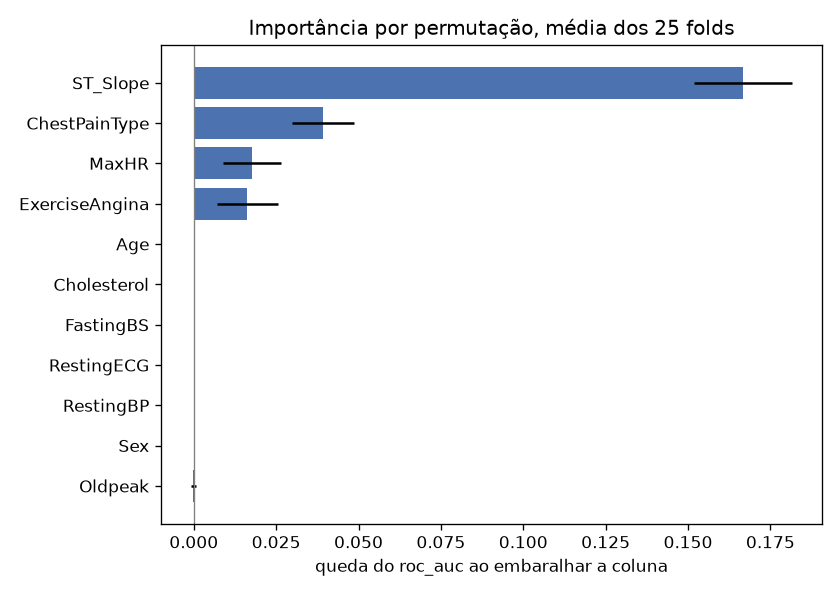 Importância por permutação, média dos 25 folds
ST_Slope
ChestPainType
MaxHR
ExerciseAngina
Age
Cholesterol
FastingBS
RestingECG
RestingBP
Sex
Oldpeak
0.000 0.025 0.050 0.075 0.100 0.125 0.150 0.175
queda do roc_auc ao embaralhar a coluna